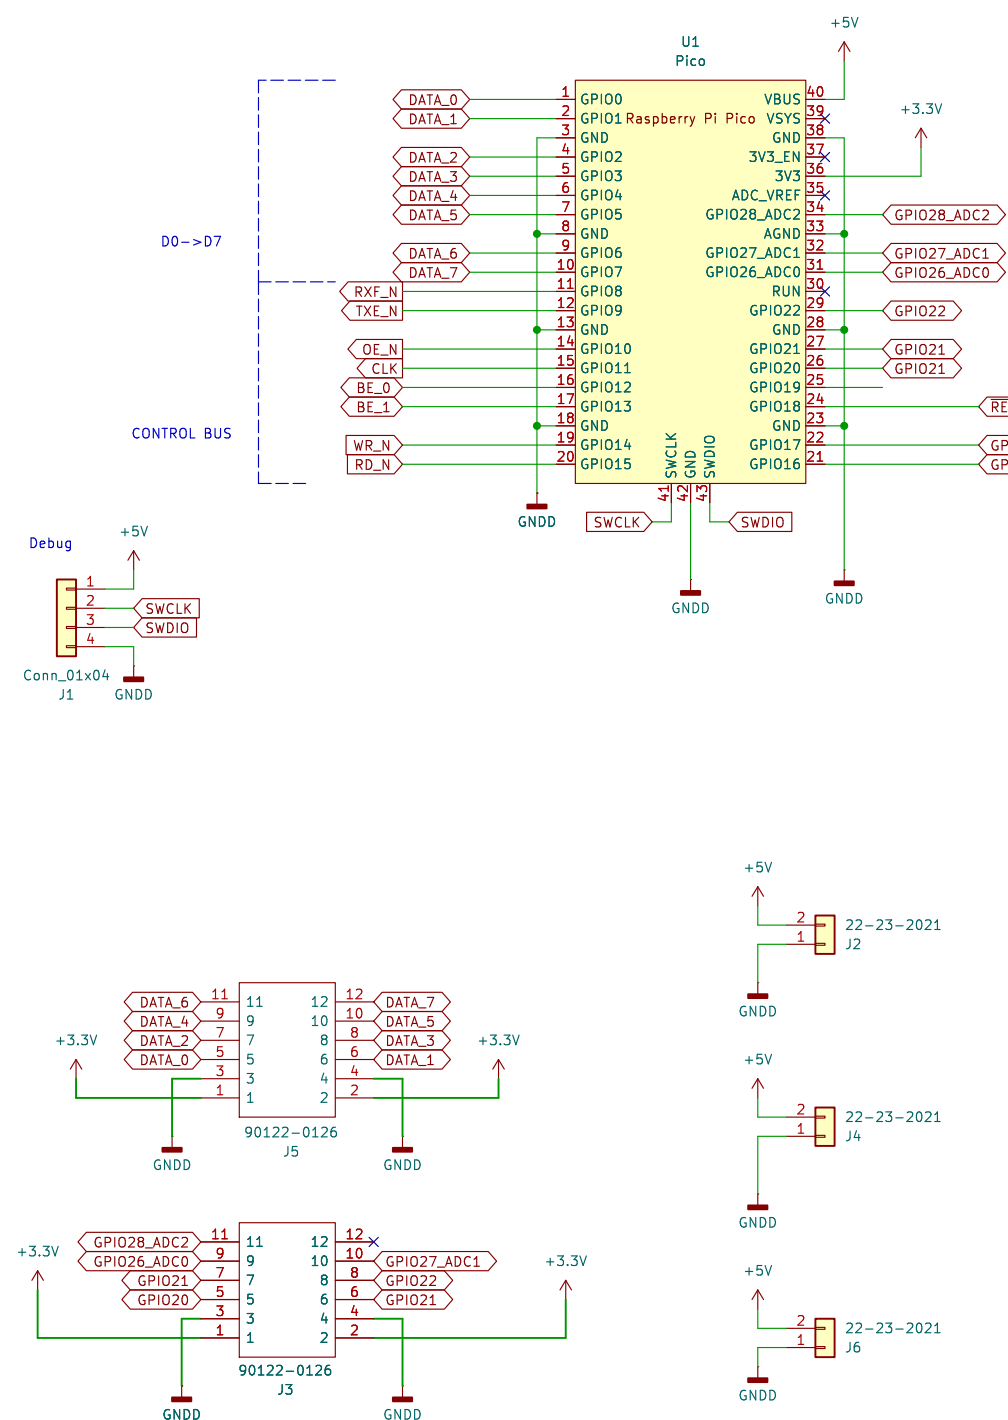 +5V
U1
Pico
+3.3V
DATA_0 1 GPIO0 VBUS 40
DATA_1 2 GPIO1 Raspberry Pi Pico VSYS 39
3 GND GND 38
DATA_2 4 GPIO2 3V3_EN 37
DATA_3 5 GPIO3 3V3 36
DATA_4 6 GPIO4 ADC_VREF 35
DATA_5 7 GPIO5 GPIO28_ADC2 34 GPIO28_ADC2
D0->D7 8 GND AGND 33
DATA_6 9 GPIO6 GPIO27_ADC1 32 GPIO27_ADC1
DATA_7 10 GPIO7 GPIO26_ADC0 31 GPIO26_ADC0
RXF_N 11 GPIO8 RUN 30
TXE_N 12 GPIO9 GPIO22 29 GPIO22
13 GND GND 28
OE_N 14 GPIO10 GPIO21 27 GPIO21
CLK 15 GPIO11 GPIO20 26 GPIO21
BE_0 16 GPIO12 GPIO19 25
BE_1 17 GPIO13 GPIO18 24 RE
CONTROL BUS 18 GND GND 23
WR_N 19 GPIO14 GPIO17 22 GP
RD_N 20 GPIO15 GPIO16 21 GP
SWCLK GND SWDIO
41 42 43
GNDD SWCLK SWDIO
GNDD GNDD
Debug
+5V
1
2 SWCLK
3 SWDIO
4
Conn_01x04
J1 GNDD
+5V
2 22-23-2021
1 J2
GNDD
DATA_6 11 11 12 12 DATA_7
DATA_4 9 9 10 10 DATA_5
+3.3V DATA_2 7 7 8 8 DATA_3 +3.3V
DATA_0 5 5 6 6 DATA_1
3 3 4 4
1 1 2 2
90122-0126
J5
GNDD GNDD
+5V
2 22-23-2021
1 J4
GNDD
GPIO28_ADC2 11 11 12 12
+3.3V GPIO26_ADC0 9 9 10 10 GPIO27_ADC1 +3.3V
GPIO21 7 7 8 8 GPIO22
GPIO20 5 5 6 6 GPIO21
3 3 4 4
1 1 2 2
90122-0126
J3
GNDD GNDD
+5V
2 22-23-2021
1 J6
GNDD